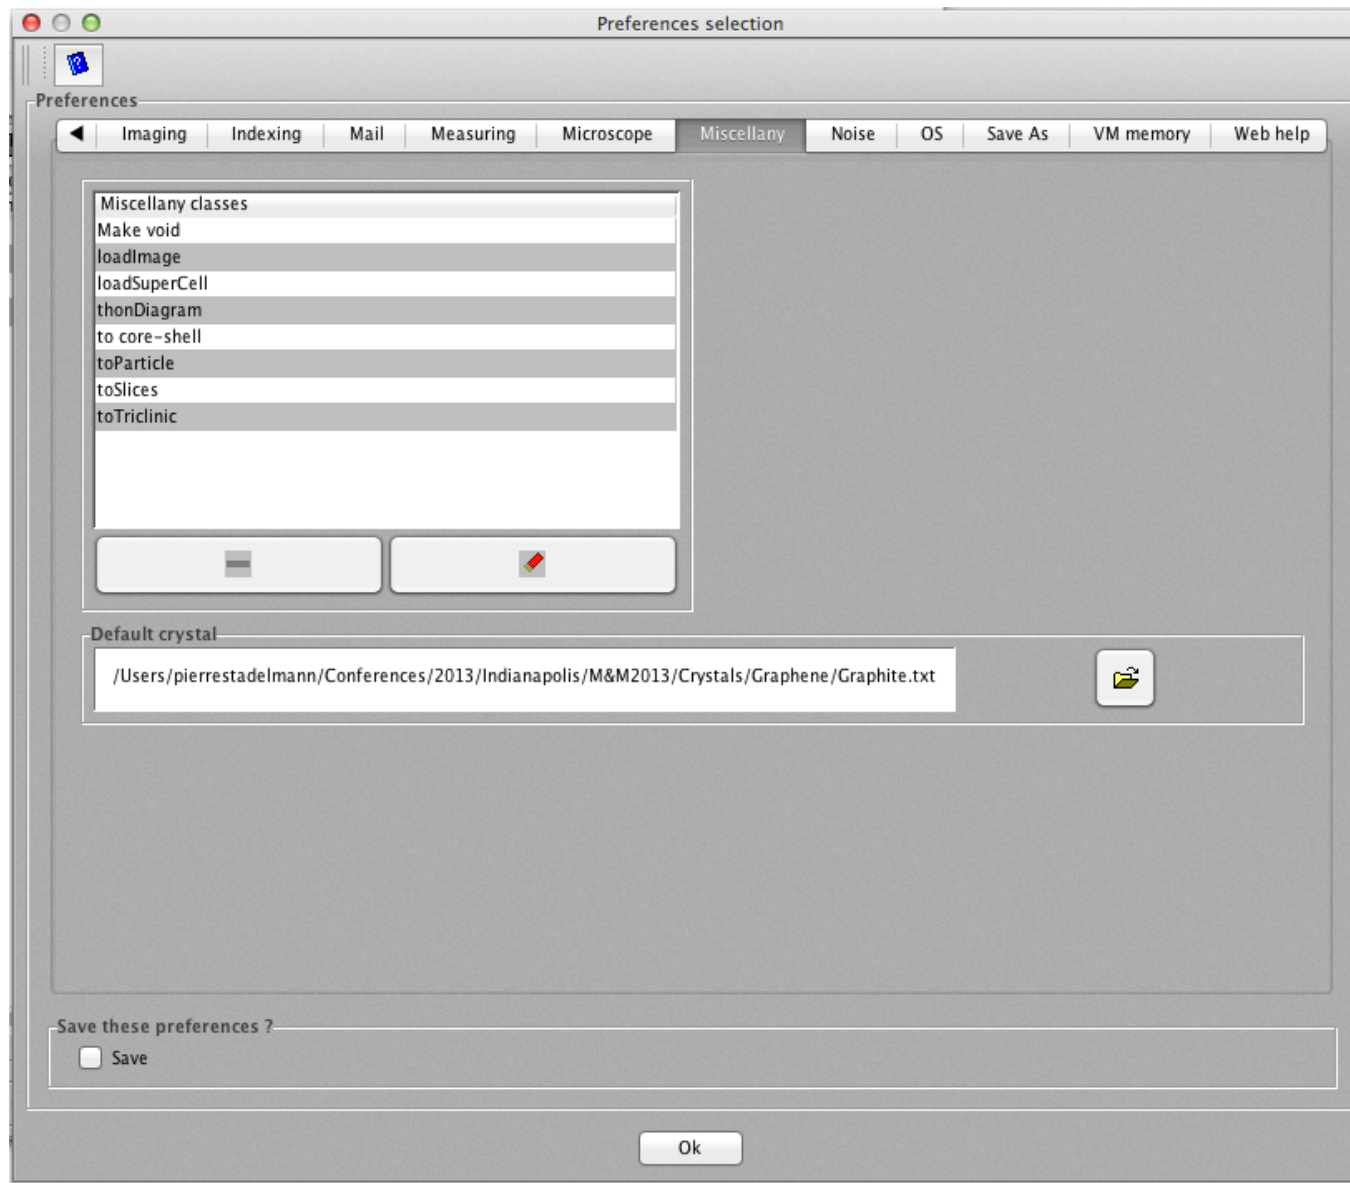 Preferences selection
Preferences
Imaging Indexing Mail Measuring Microscope Miscellany Noise OS Save As VM memory Web help
Miscellany classes
Make void
loadImage
loadSuperCell
thonDiagram
to core-shell
toParticle
toSlices
toTriclinic
Default crystal
/Users/pierrestadelmann/Conferences/2013/Indianapolis/M&M2013/Crystals/Graphene/Graphite.txt
Save these preferences ?
Save
Ok